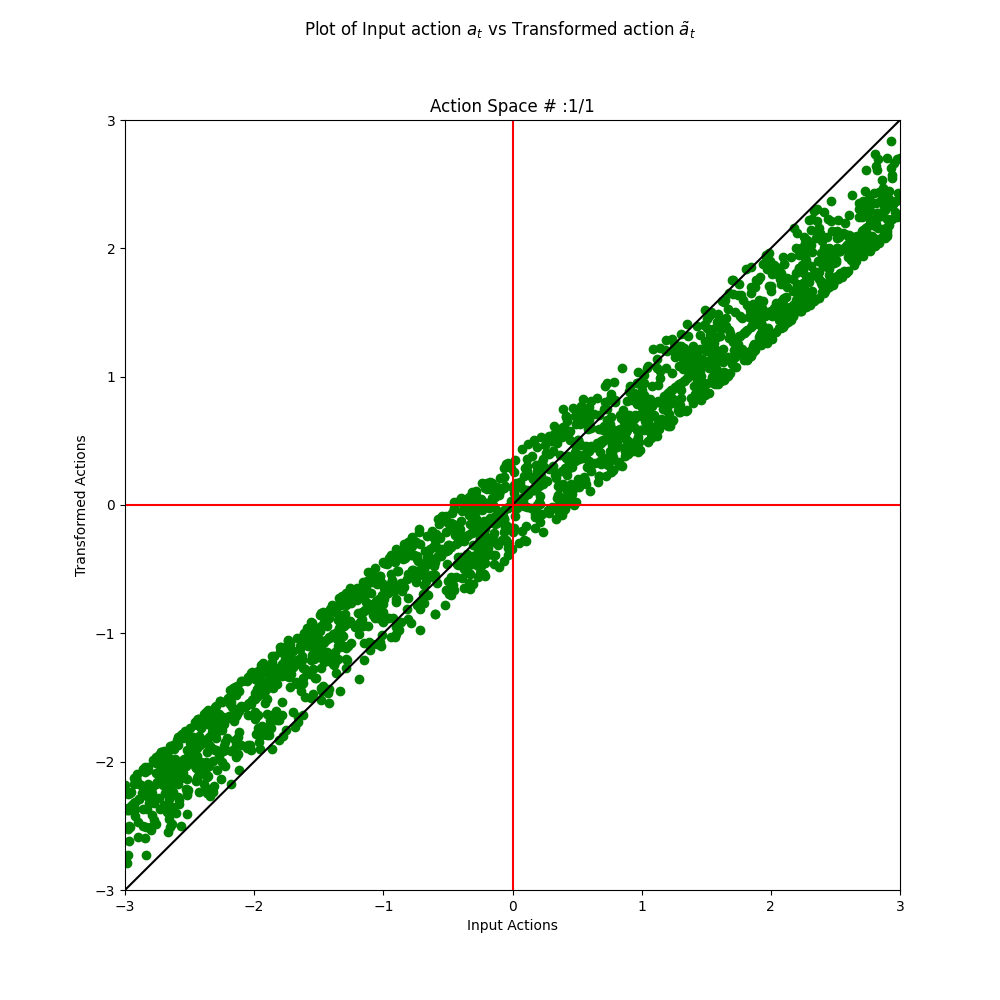 Plot of Input action $a_t$ vs Transformed action $\tilde{a}_t$
Action Space # :1/1
3
2
1
0
−1
−2
−3
Transformed Actions
−3 −2 −1 0 1 2 3
Input Actions